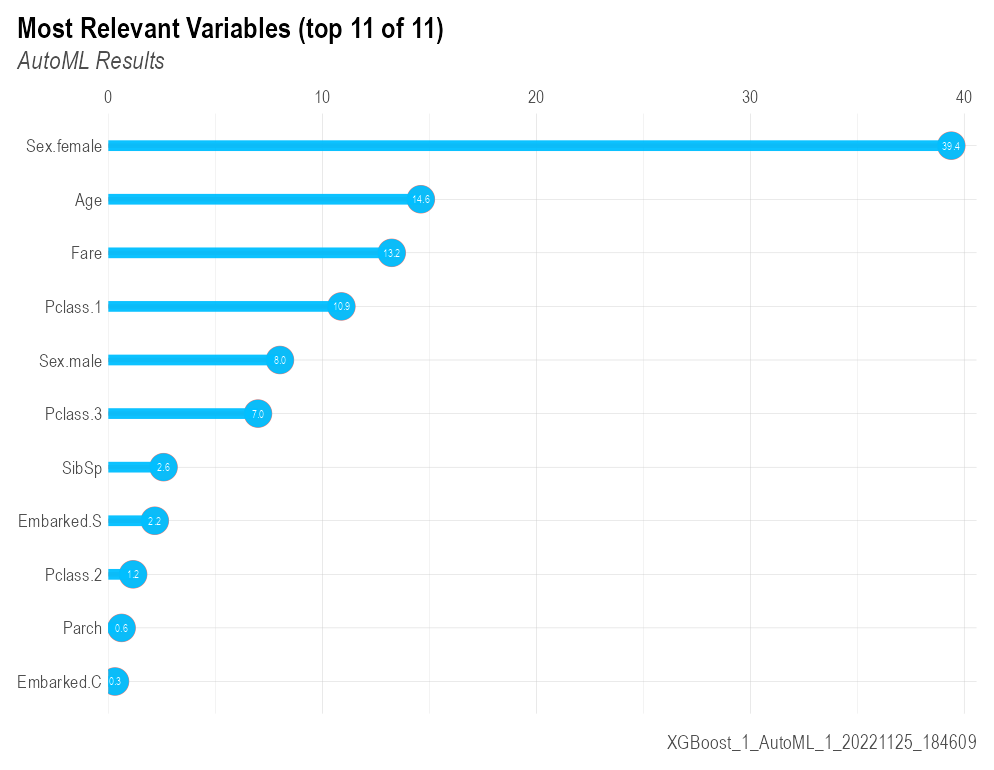 Most Relevant Variables (top 11 of 11)
AutoML Results
0 10 20 30 40
Sex.female 39.4
Age 14.6
Fare 13.2
Pclass.1 10.9
Sex.male 8.0
Pclass.3 7.0
SibSp 2.6
Embarked.S 2.2
Pclass.2 1.2
Parch 0.6
Embarked.C 0.3
XGBoost_1_AutoML_1_20221125_184609